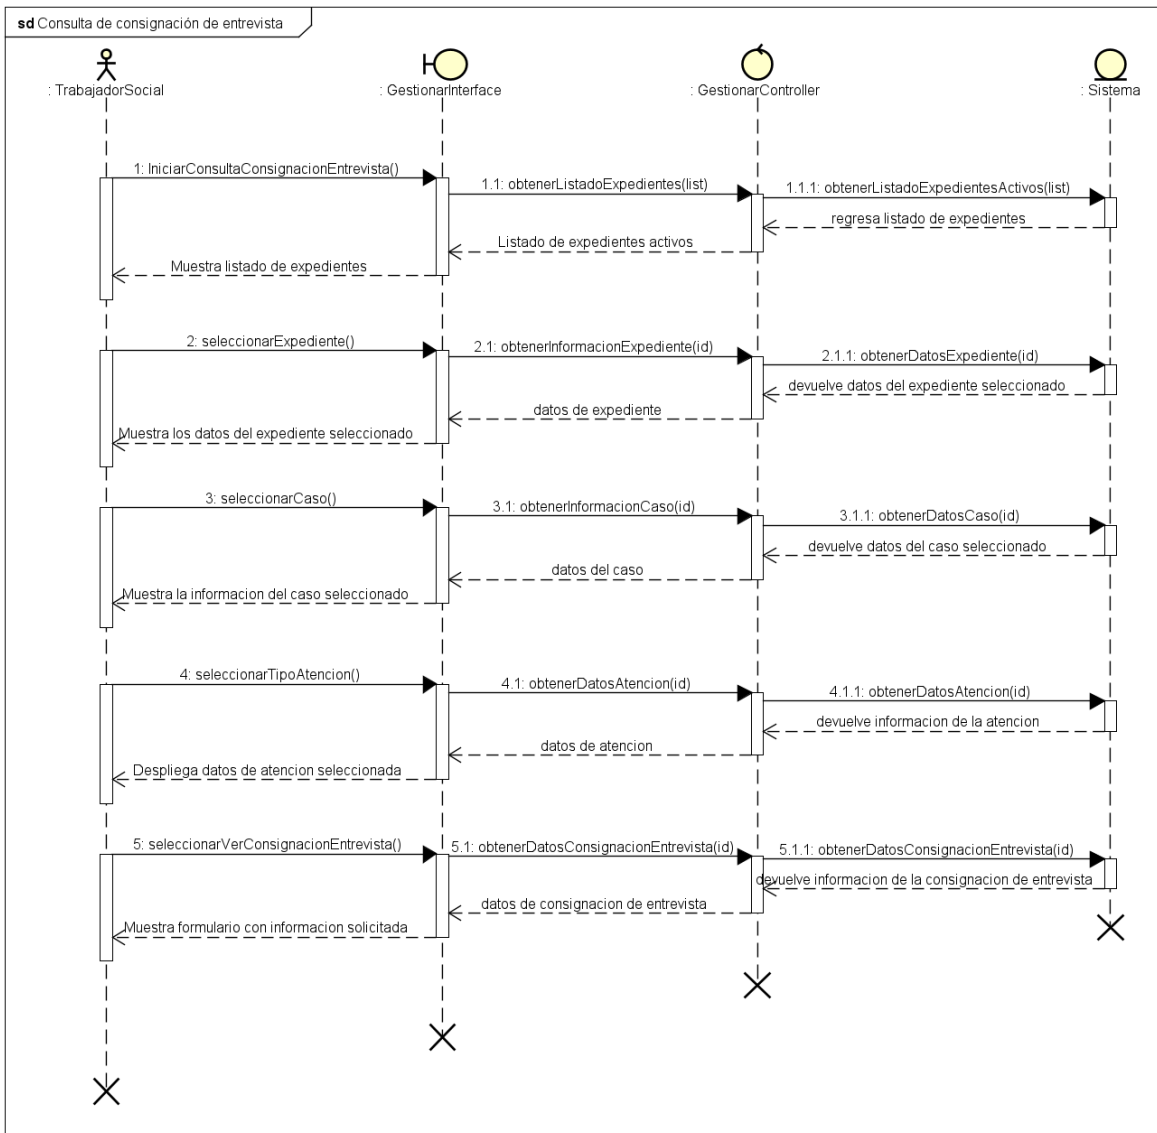 sd Consulta de consignación de entrevista
: TrabajadorSocial
: GestionarInterface
: GestionarController
: Sistema
1: IniciarConsultaConsignacionEntrevista()
1.1: obtenerListadoExpedientes(list)
1.1.1: obtenerListadoExpedientesActivos(list)
regresa listado de expedientes
Listado de expedientes activos
Muestra listado de expedientes
2: seleccionarExpediente()
2.1: obtenerInformacionExpediente(id)
2.1.1: obtenerDatosExpediente(id)
devuelve datos del expediente seleccionado
datos de expediente
Muestra los datos del expediente seleccionado
3: seleccionarCaso()
3.1: obtenerInformacionCaso(id)
3.1.1: obtenerDatosCaso(id)
devuelve datos del caso seleccionado
datos del caso
Muestra la informacion del caso seleccionado
4: seleccionarTipoAtencion()
4.1: obtenerDatosAtencion(id)
4.1.1: obtenerDatosAtencion(id)
devuelve informacion de la atencion
datos de atencion
Despliega datos de atencion seleccionada
5: seleccionarVerConsignacionEntrevista()
5.1: obtenerDatosConsignacionEntrevista(id)
5.1.1: obtenerDatosConsignacionEntrevista(id)
devuelve informacion de la consignacion de entrevista
datos de consignacion de entrevista
Muestra formulario con informacion solicitada